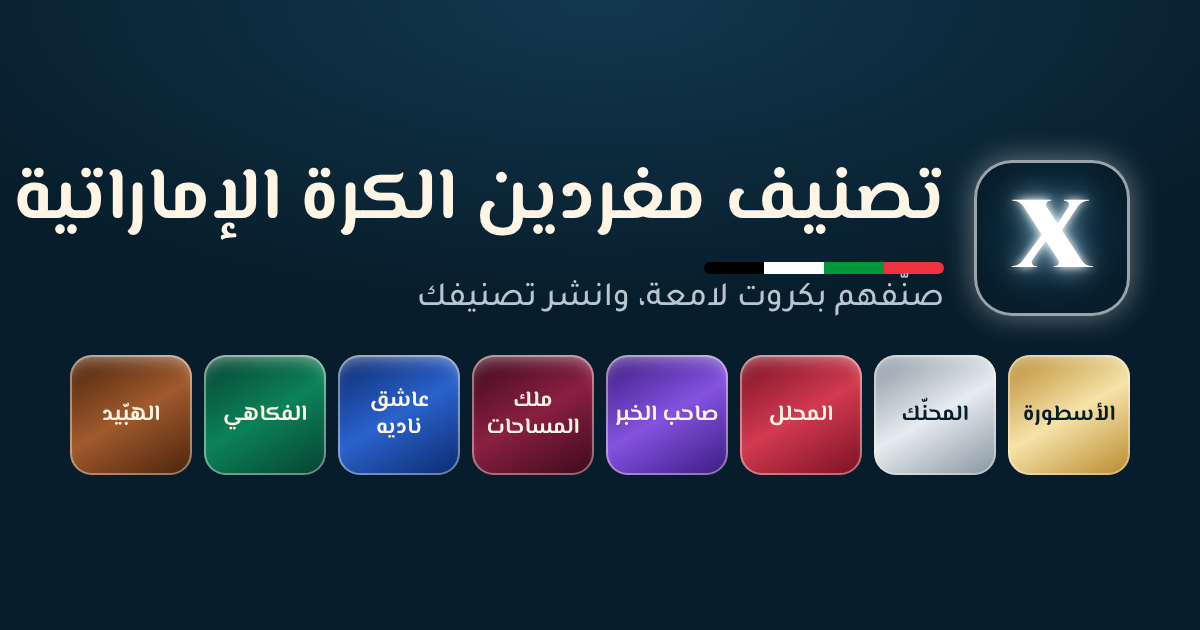 X
تصنيف مغردين الكرة الإماراتية
صنّفهم بكروت لامعة، وانشر تصنيفك
الأسطورة
المحنّك
المحلل
صاحب الخبر
ملك
المساحات
عاشق
ناديه
الفكاهي
الهبّيد